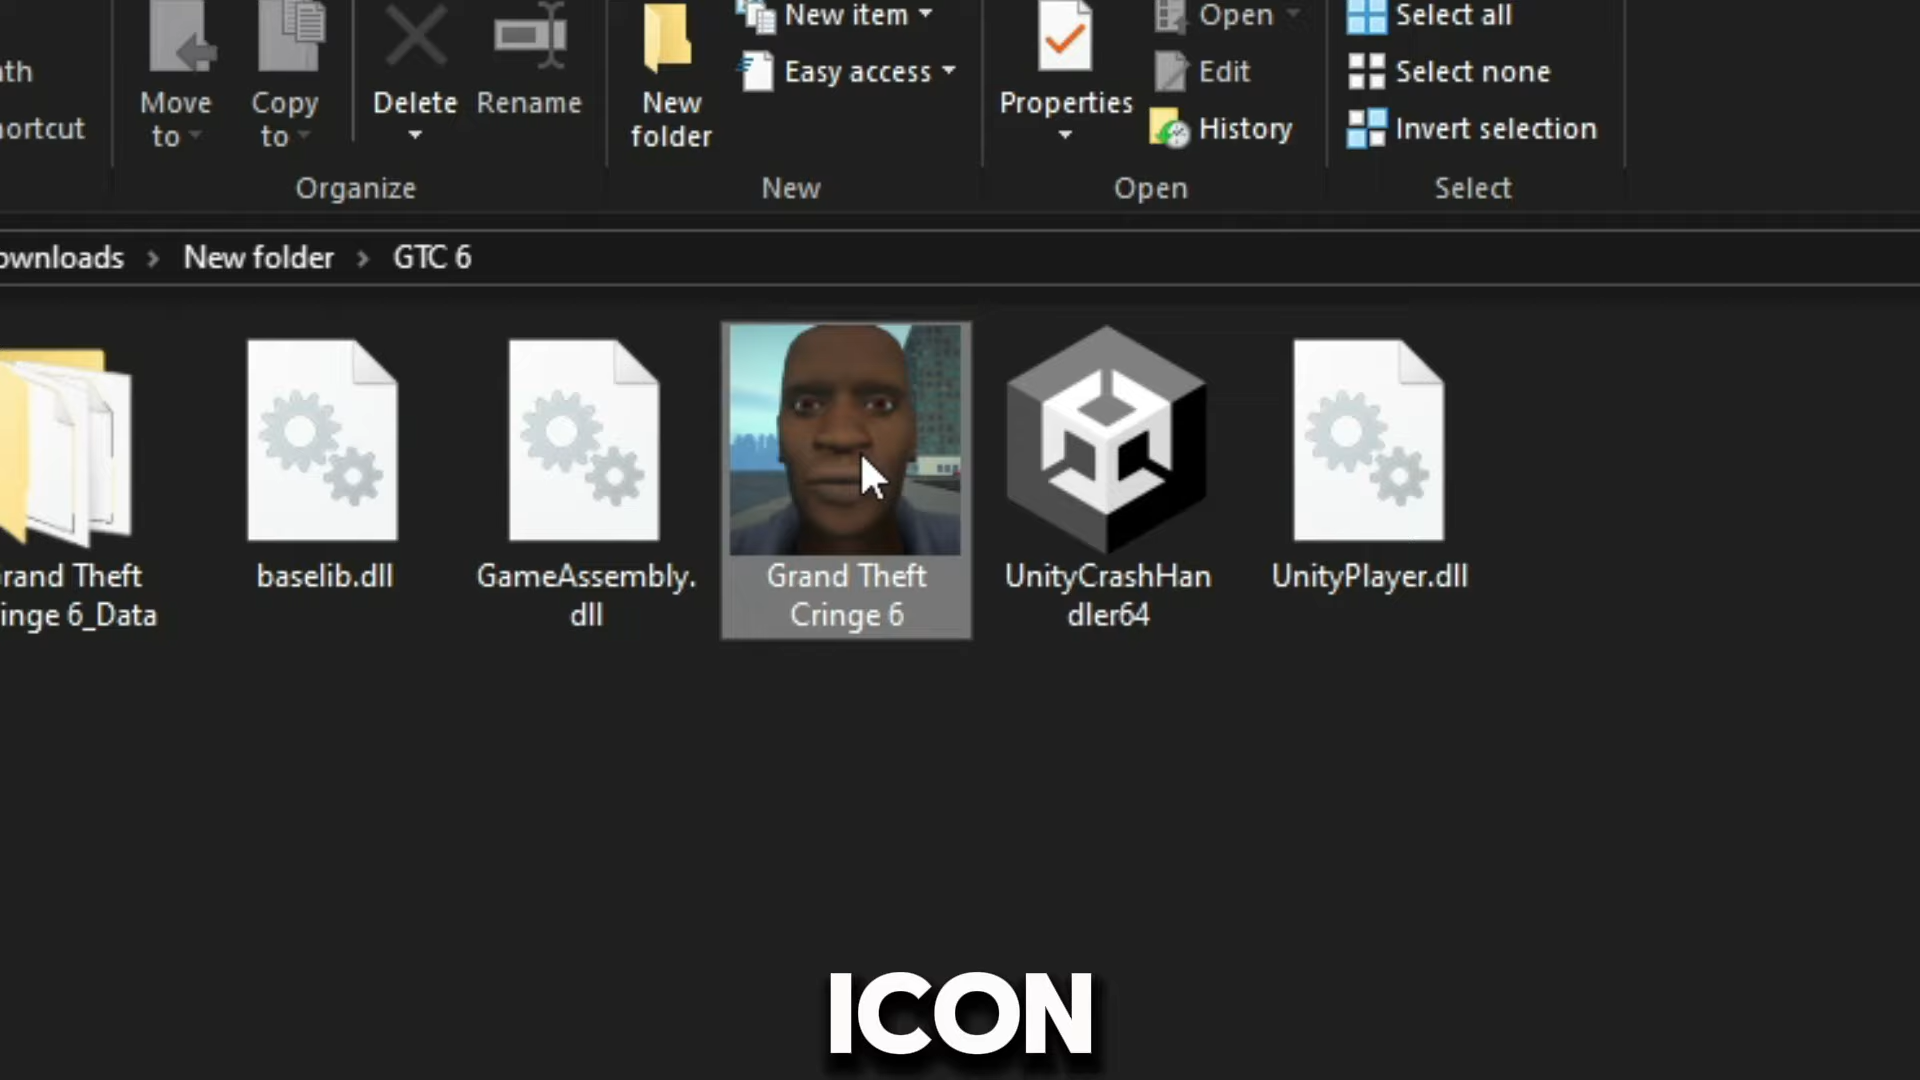 New item
Open
Select all
ath
Easy access
Edit
Select none
Move
to
Copy
to
Delete
Rename
New
folder
Properties
hortcut
History
Invert selection
Organize
New
Open
Select
ownloads
New folder
GTC 6
rand Theft
inge 6_Data
baselib.dll
GameAssembly.
dll
Grand Theft
Cringe 6
UnityCrashHan
dler64
UnityPlayer.dll
ICON